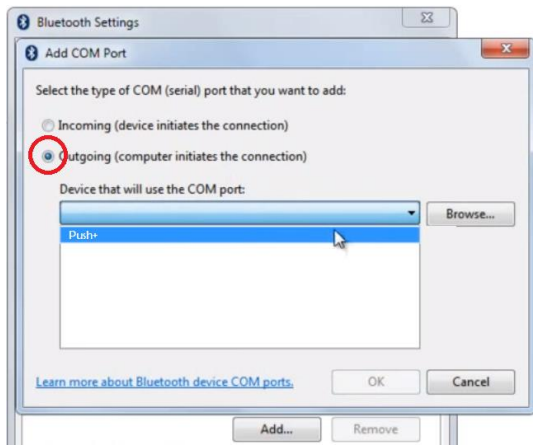 Bluetooth Settings
Add COM Port
Select the type of COM (serial) port that you want to add:
Incoming (device initiates the connection)
Outgoing (computer initiates the connection)
Device that will use the COM port:
Browse...
Push+
Learn more about Bluetooth device COM ports.
OK
Cancel
Add...
Remove